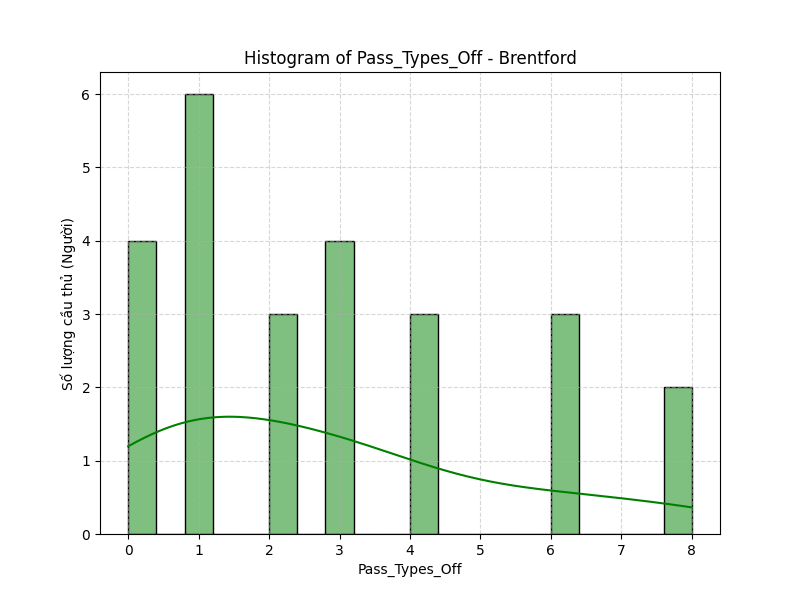 Histogram of Pass_Types_Off - Brentford
Số lượng cầu thủ (Người)
6
5
4
3
2
1
0
0 1 2 3 4 5 6 7 8
Pass_Types_Off